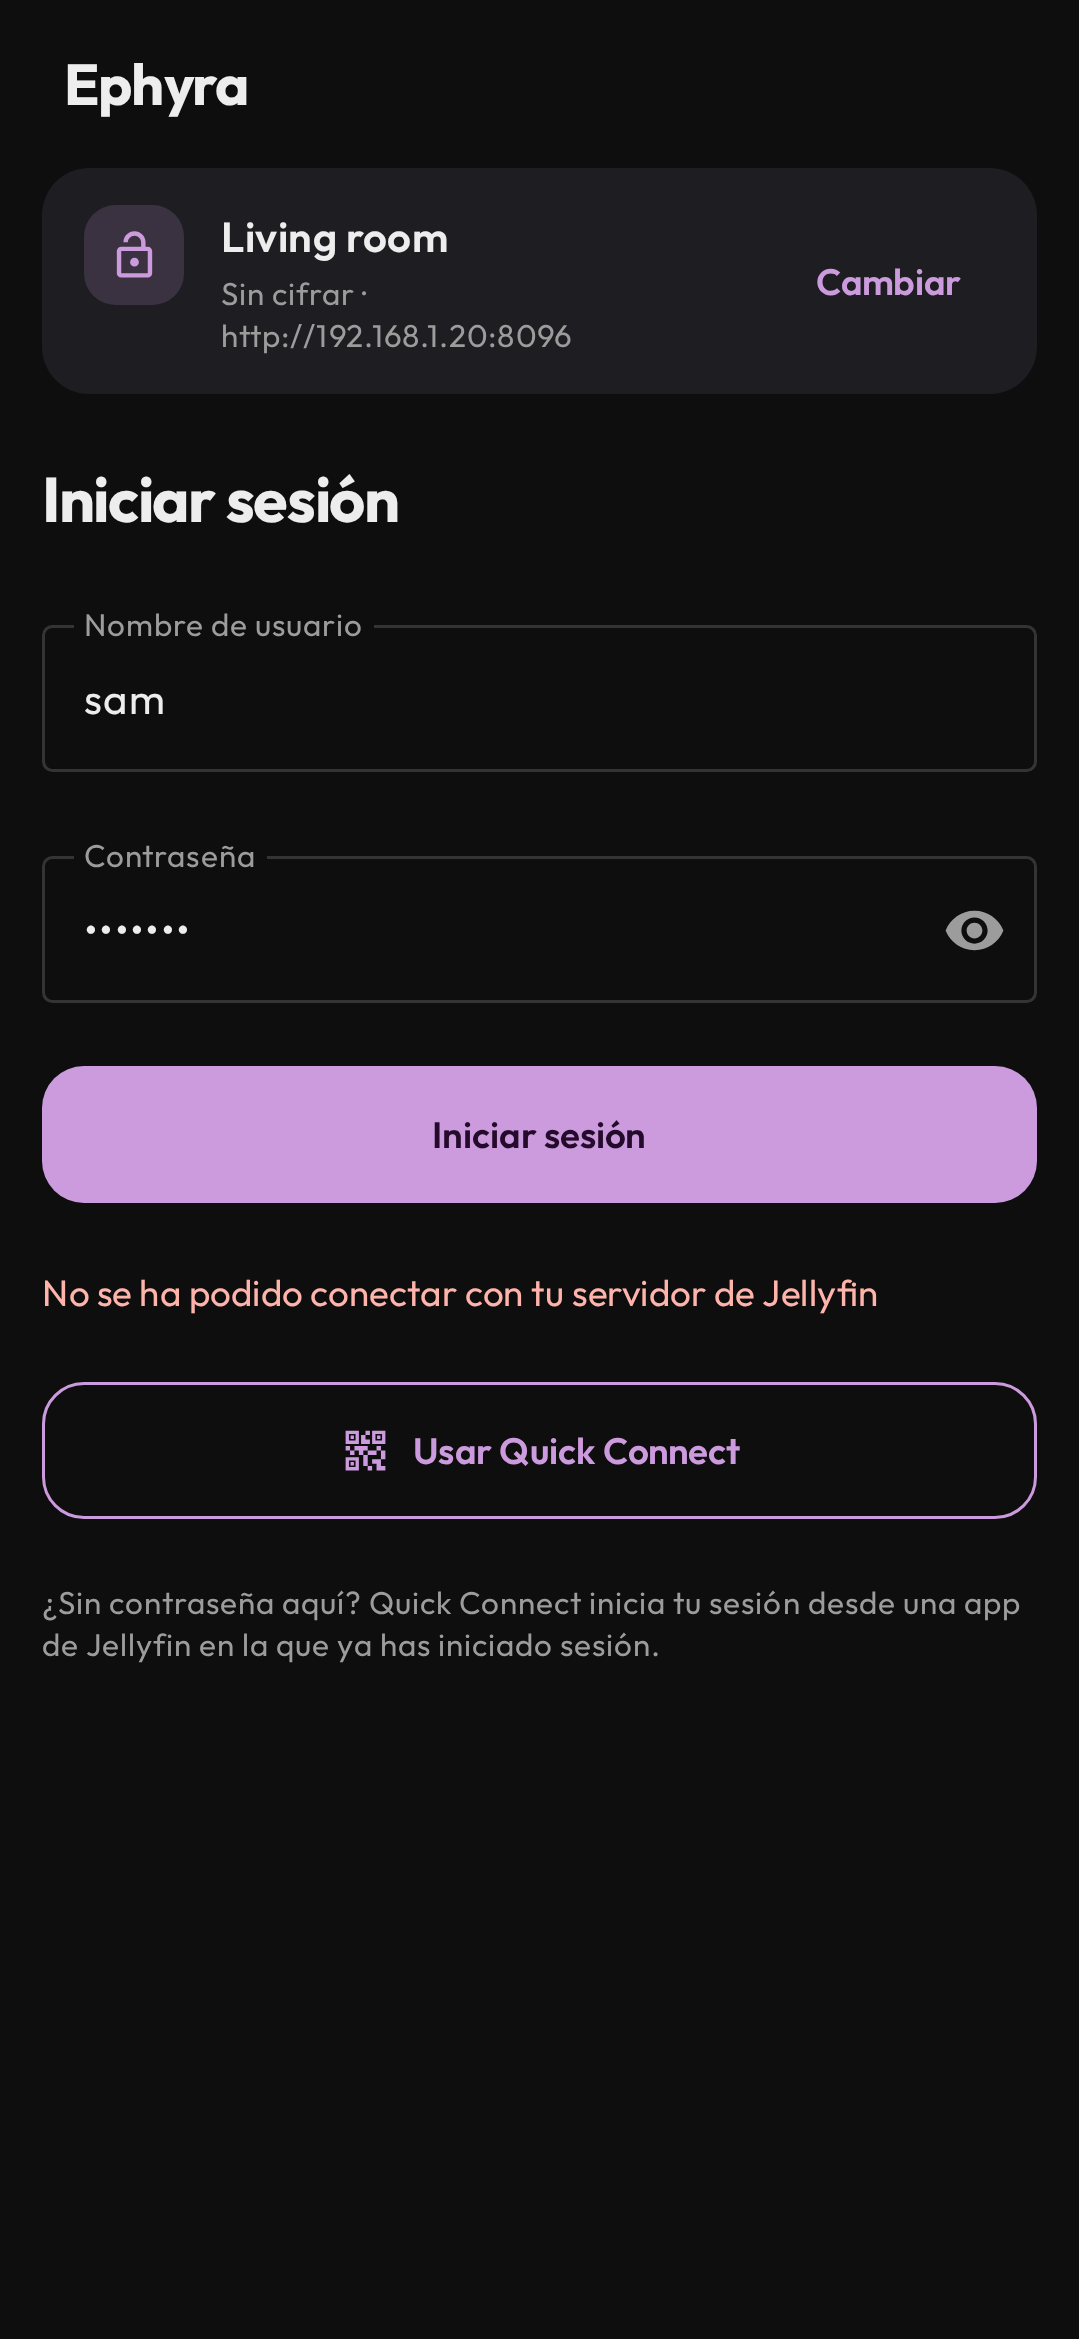 Ephyra
Living room
Sin cifrar ·
http://192.168.1.20:8096
Cambiar
Iniciar sesión
Nombre de usuario
sam
Contraseña
•••••••
Iniciar sesión
No se ha podido conectar con tu servidor de Jellyfin
Usar Quick Connect
¿Sin contraseña aquí? Quick Connect inicia tu sesión desde una app
de Jellyfin en la que ya has iniciado sesión.